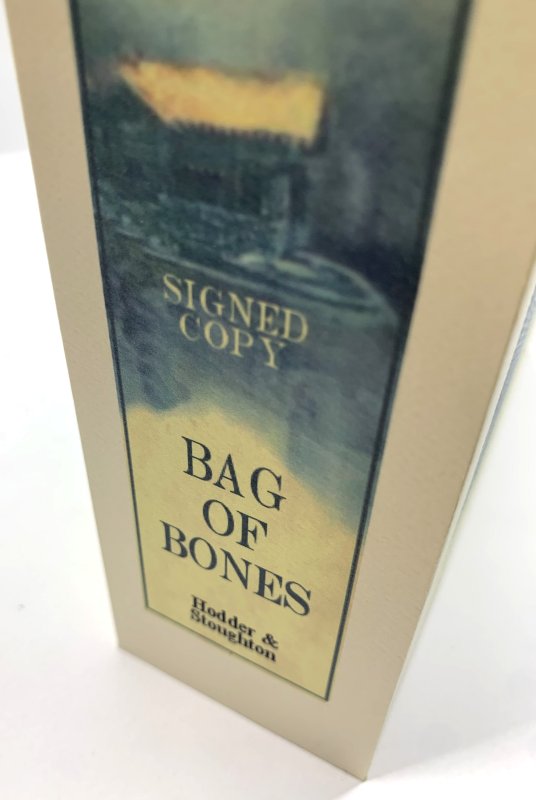 SIGNED
COPY
BAG
OF
BONES
Hodder &
Stoughton